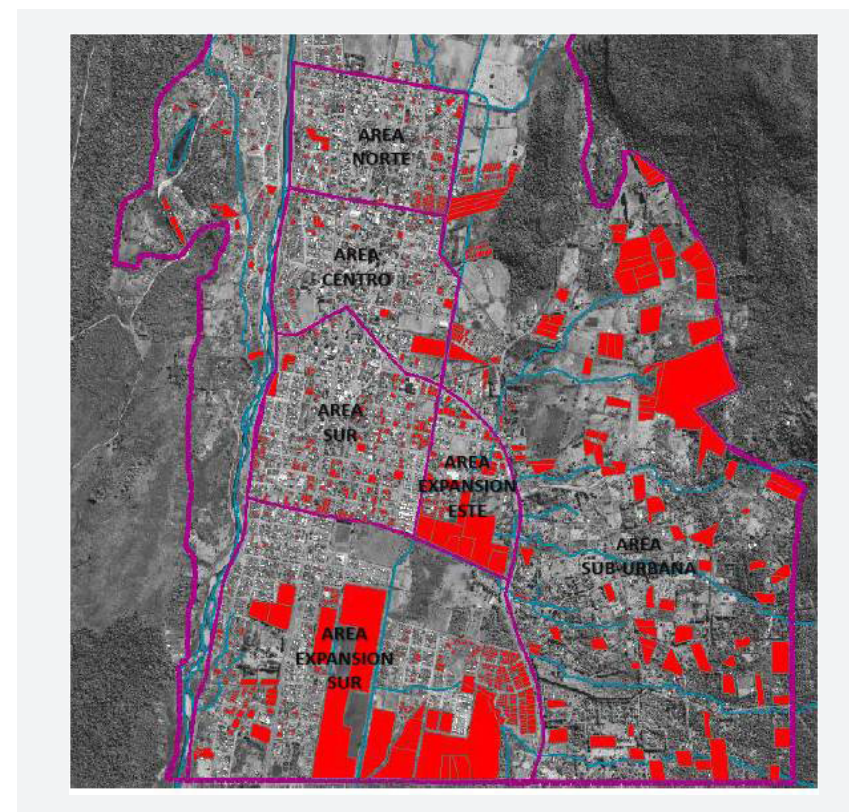 AREA
NORTE
AREA
CENTRO
AREA
SUR
AREA
EXPANSION
ESTE
AREA
SUB-URBANA
AREA
EXPANSION
SUR